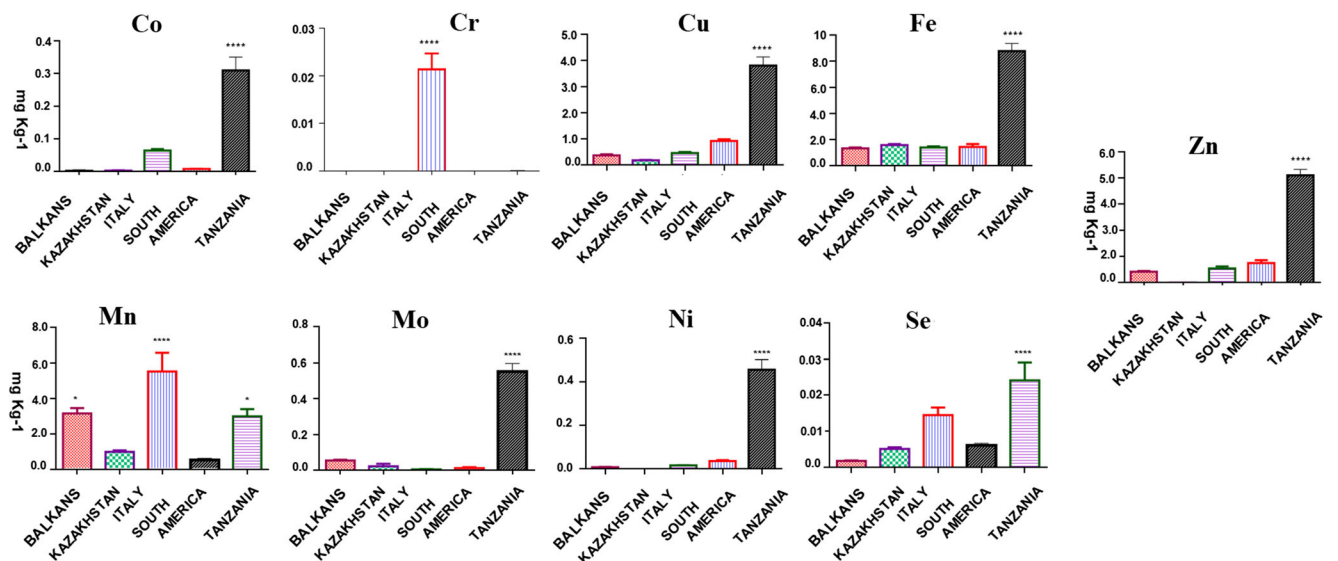 Co
0.4
0.3
0.2
0.1
0.0
mg Kg-1
****
BALKANS
KAZAKHSTAN
ITALY
SOUTH
AMERICA
TANZANIA
Cr
0.03
0.02
0.01
0.0
****
BALKANS
KAZAKHSTAN
ITALY
SOUTH
AMERICA
TANZANIA
Cu
5.0
4.0
3.0
2.0
1.0
0.0
****
BALKANS
KAZAKHSTAN
ITALY
SOUTH
AMERICA
TANZANIA
Fe
10.0
8.0
6.0
4.0
2.0
0.0
****
BALKANS
KAZAKHSTAN
ITALY
SOUTH
AMERICA
TANZANIA
Zn
6.0
5.0
4.0
2.0
1.0
0.0
mg Kg-1
****
BALKANS
KAZAKHSTAN
ITALY
SOUTH
AMERICA
TANZANIA
Mn
8.0
6.0
4.0
2.0
0.0
mg Kg-1
*
****
*
BALKANS
KAZAKHSTAN
ITALY
SOUTH
AMERICA
TANZANIA
Mo
0.8
0.6
0.4
0.2
0.0
****
BALKANS
KAZAKHSTAN
ITALY
SOUTH
AMERICA
TANZANIA
Ni
0.6
0.4
0.2
0.0
****
BALKANS
KAZAKHSTAN
ITALY
SOUTH
AMERICA
TANZANIA
Se
0.04
0.03
0.02
0.01
0.0
****
BALKANS
KAZAKHSTAN
ITALY
SOUTH
AMERICA
TANZANIA